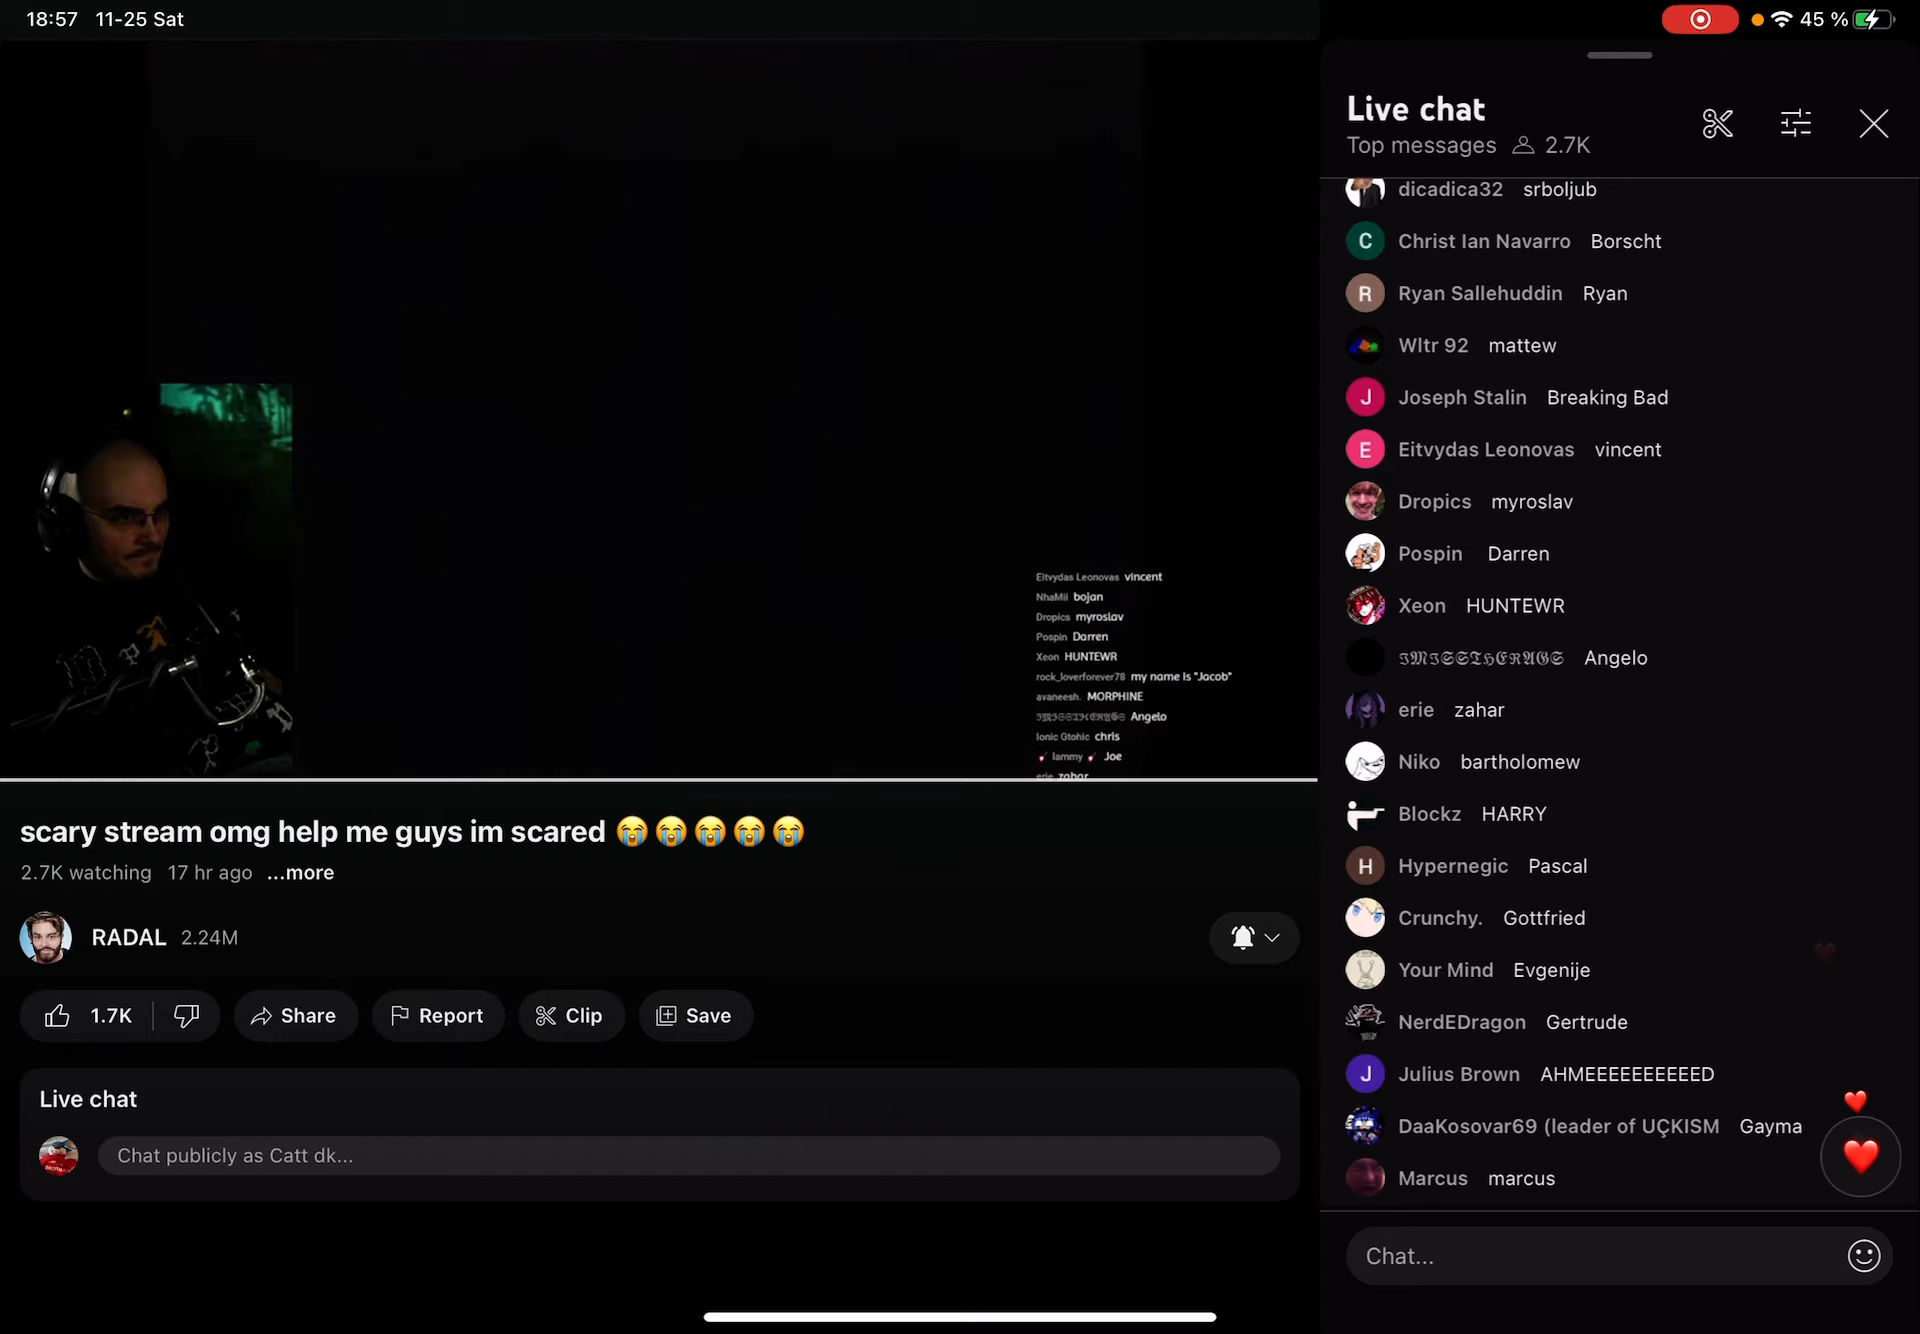 18:57 11-25 Sat
45 %
Eitvydas Leonovas vincent
NhaMii bojan
Dropics myroslav
Pospin Darren
Xeon HUNTEWR
rock_loverforever78 my name is "Jacob"
avaneesh. MORPHINE
ℑ𝔐ℑ𝔖𝔖𝔗𝔥𝔈ℜ𝔄𝔊𝔈 Angelo
Ionic Gtohic chris
🎸 lammy 🎸 Joe
erie zahar
scary stream omg help me guys im scared 😭😭😭😭😭
2.7K watching 17 hr ago ...more
RADAL 2.24M
1.7K Share Report Clip Save
Live chat
Chat publicly as Catt dk...
Live chat
Top messages 2.7K
dicadica32 srboljub
C Christ Ian Navarro Borscht
R Ryan Sallehuddin Ryan
Wltr 92 mattew
J Joseph Stalin Breaking Bad
E Eitvydas Leonovas vincent
Dropics myroslav
Pospin Darren
Xeon HUNTEWR
Angelo
erie zahar
Niko bartholomew
Blockz HARRY
H Hypernegic Pascal
Crunchy. Gottfried
Your Mind Evgenije
NerdEDragon Gertrude
J Julius Brown AHMEEEEEEEEEED
DaaKosovar69 (leader of UÇKISM Gayma
Marcus marcus
Chat...